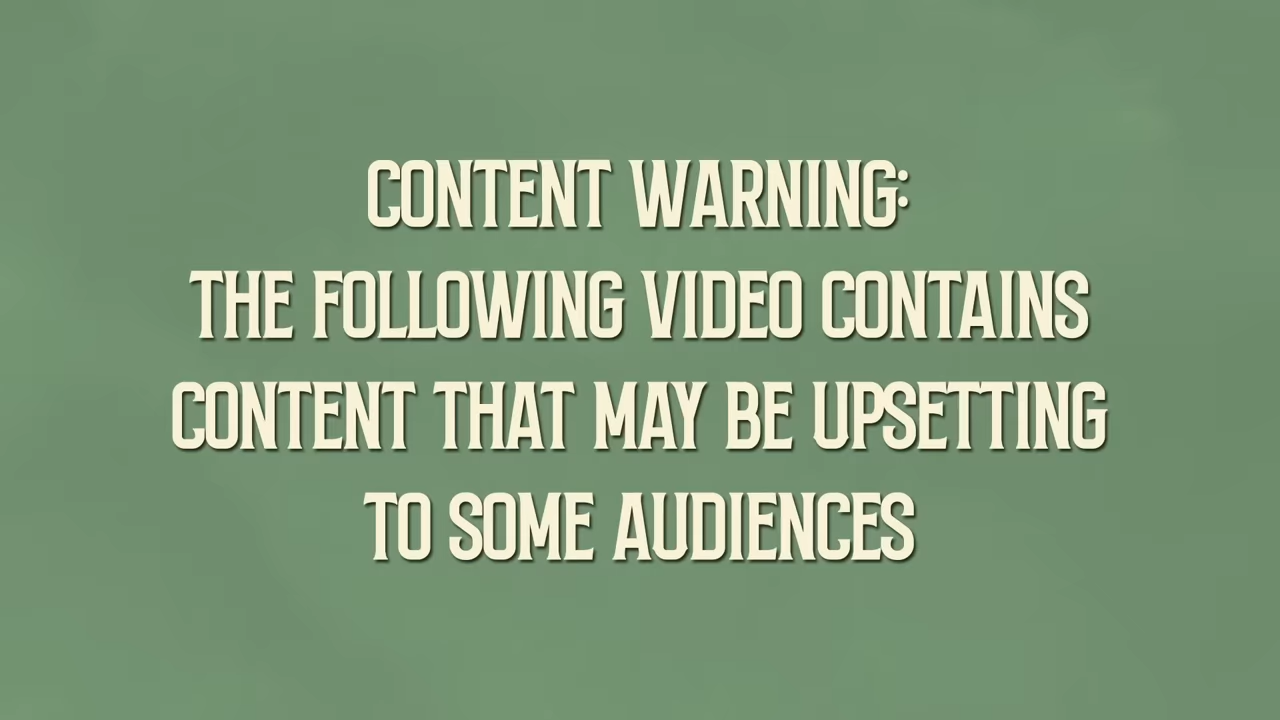 CONTENT WARNING:
THE FOLLOWING VIDEO CONTAINS
CONTENT THAT MAY BE UPSETTING
TO SOME AUDIENCES